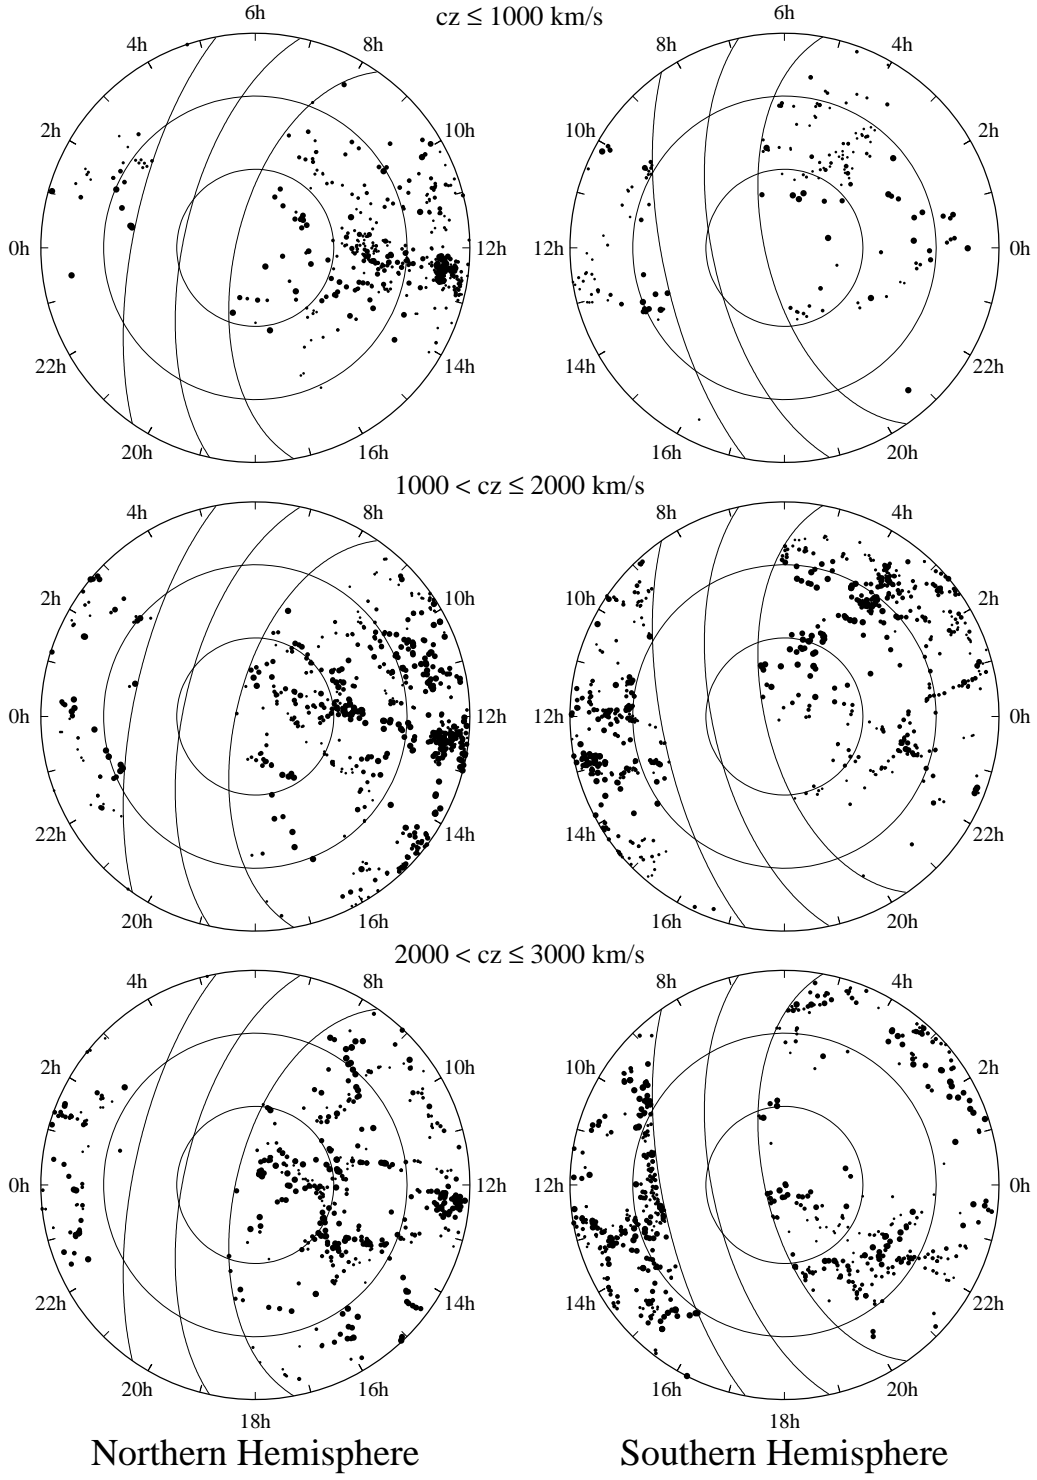 cz ≤ 1000 km/s
6h 6h
4h 8h 4h
2h 10h 10h 2h
0h 12h 12h 0h
22h 14h 14h 22h
20h 16h 16h 20h
1000 < cz ≤ 2000 km/s
4h 8h 8h 4h
2h 10h 10h 2h
0h 12h 12h 0h
22h 14h 14h 22h
20h 16h 16h 20h
2000 < cz ≤ 3000 km/s
4h 8h 8h 4h
2h 10h 10h 2h
0h 12h 12h 0h
22h 14h 14h 22h
20h 16h 16h 20h
18h 18h
Northern Hemisphere Southern Hemisphere